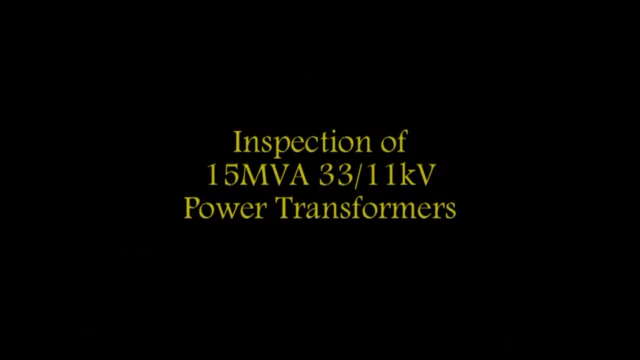 Inspection of
15MVA 33/11kV
Power Transformers